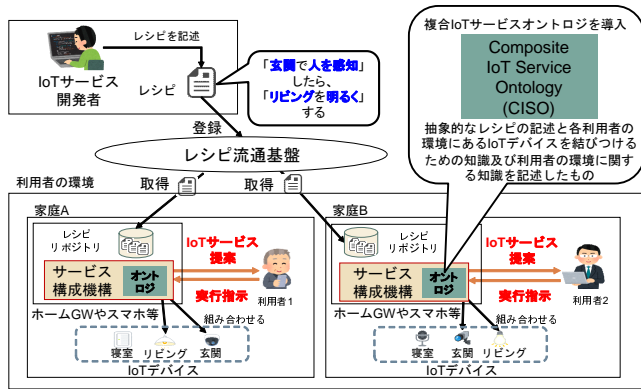 レシピを記述
IoTサービス
開発者
レシピ
「玄関で人を感知」
したら、
「リビングを明るく」
する
複合IoTサービスオントロジを導入
Composite
IoT Service
Ontology
(CISO)
抽象的なレシピの記述と各利用者の
環境にあるIoTデバイスを結びつける
ための知識及び利用者の環境に関す
る知識を記述したもの
登録
レシピ流通基盤
利用者の環境
取得
取得
家庭A
レシピ
リポジトリ
IoTサービス
提案
サービス
構成機構
オント
ロジ
実行指示
利用者1
ホームGWやスマホ等
組み合わせる
寝室
リビング
玄関
IoTデバイス
家庭B
レシピ
リポジトリ
IoTサービス
提案
サービス
構成機構
オント
ロジ
実行指示
利用者2
ホームGWやスマホ等
組み合わせる
寝室
玄関
リビング
IoTデバイス